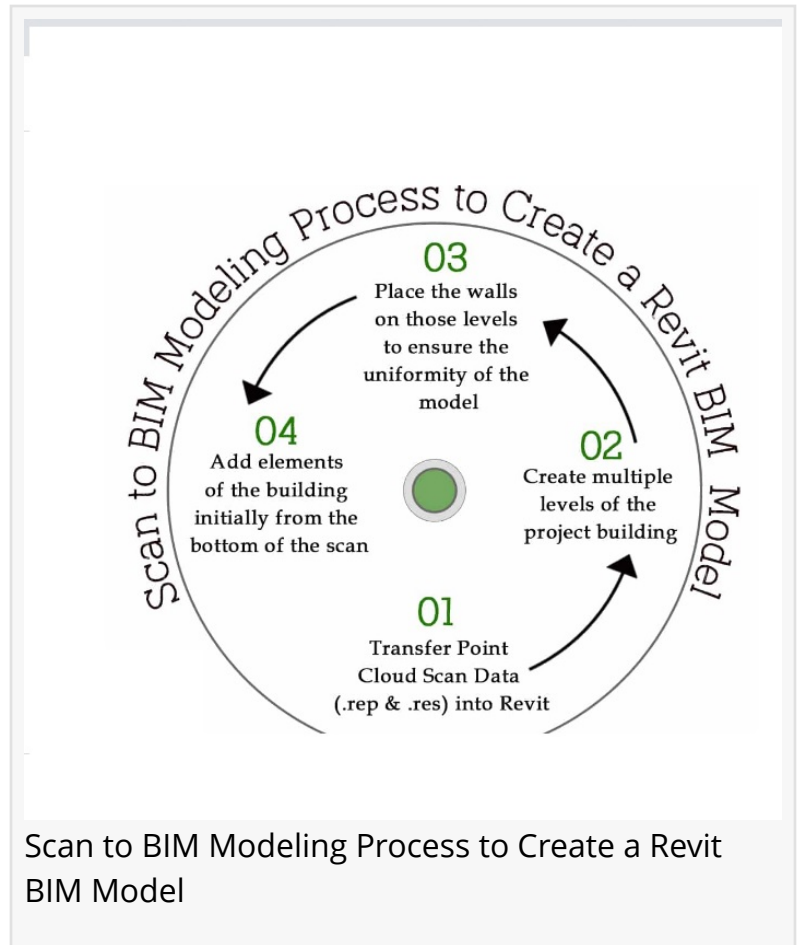 Scan to BIM Modeling Process to Create a Revit BIM Model
03
Place the walls
on those levels
to ensure the
uniformity of the
model
04
Add elements
of the building
initially from the
bottom of the scan
02
Create multiple
levels of the
project building
01
Transfer Point
Cloud Scan Data
(.rep & .res) into Revit
Scan to BIM Modeling Process to Create a Revit
BIM Model